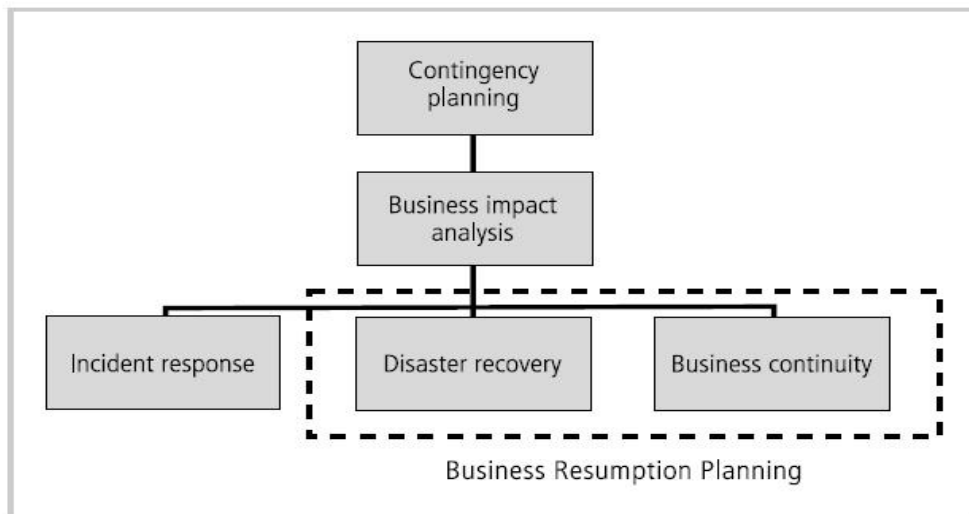 Contingency
planning
Business impact
analysis
Incident response
Disaster recovery
Business continuity
Business Resumption Planning